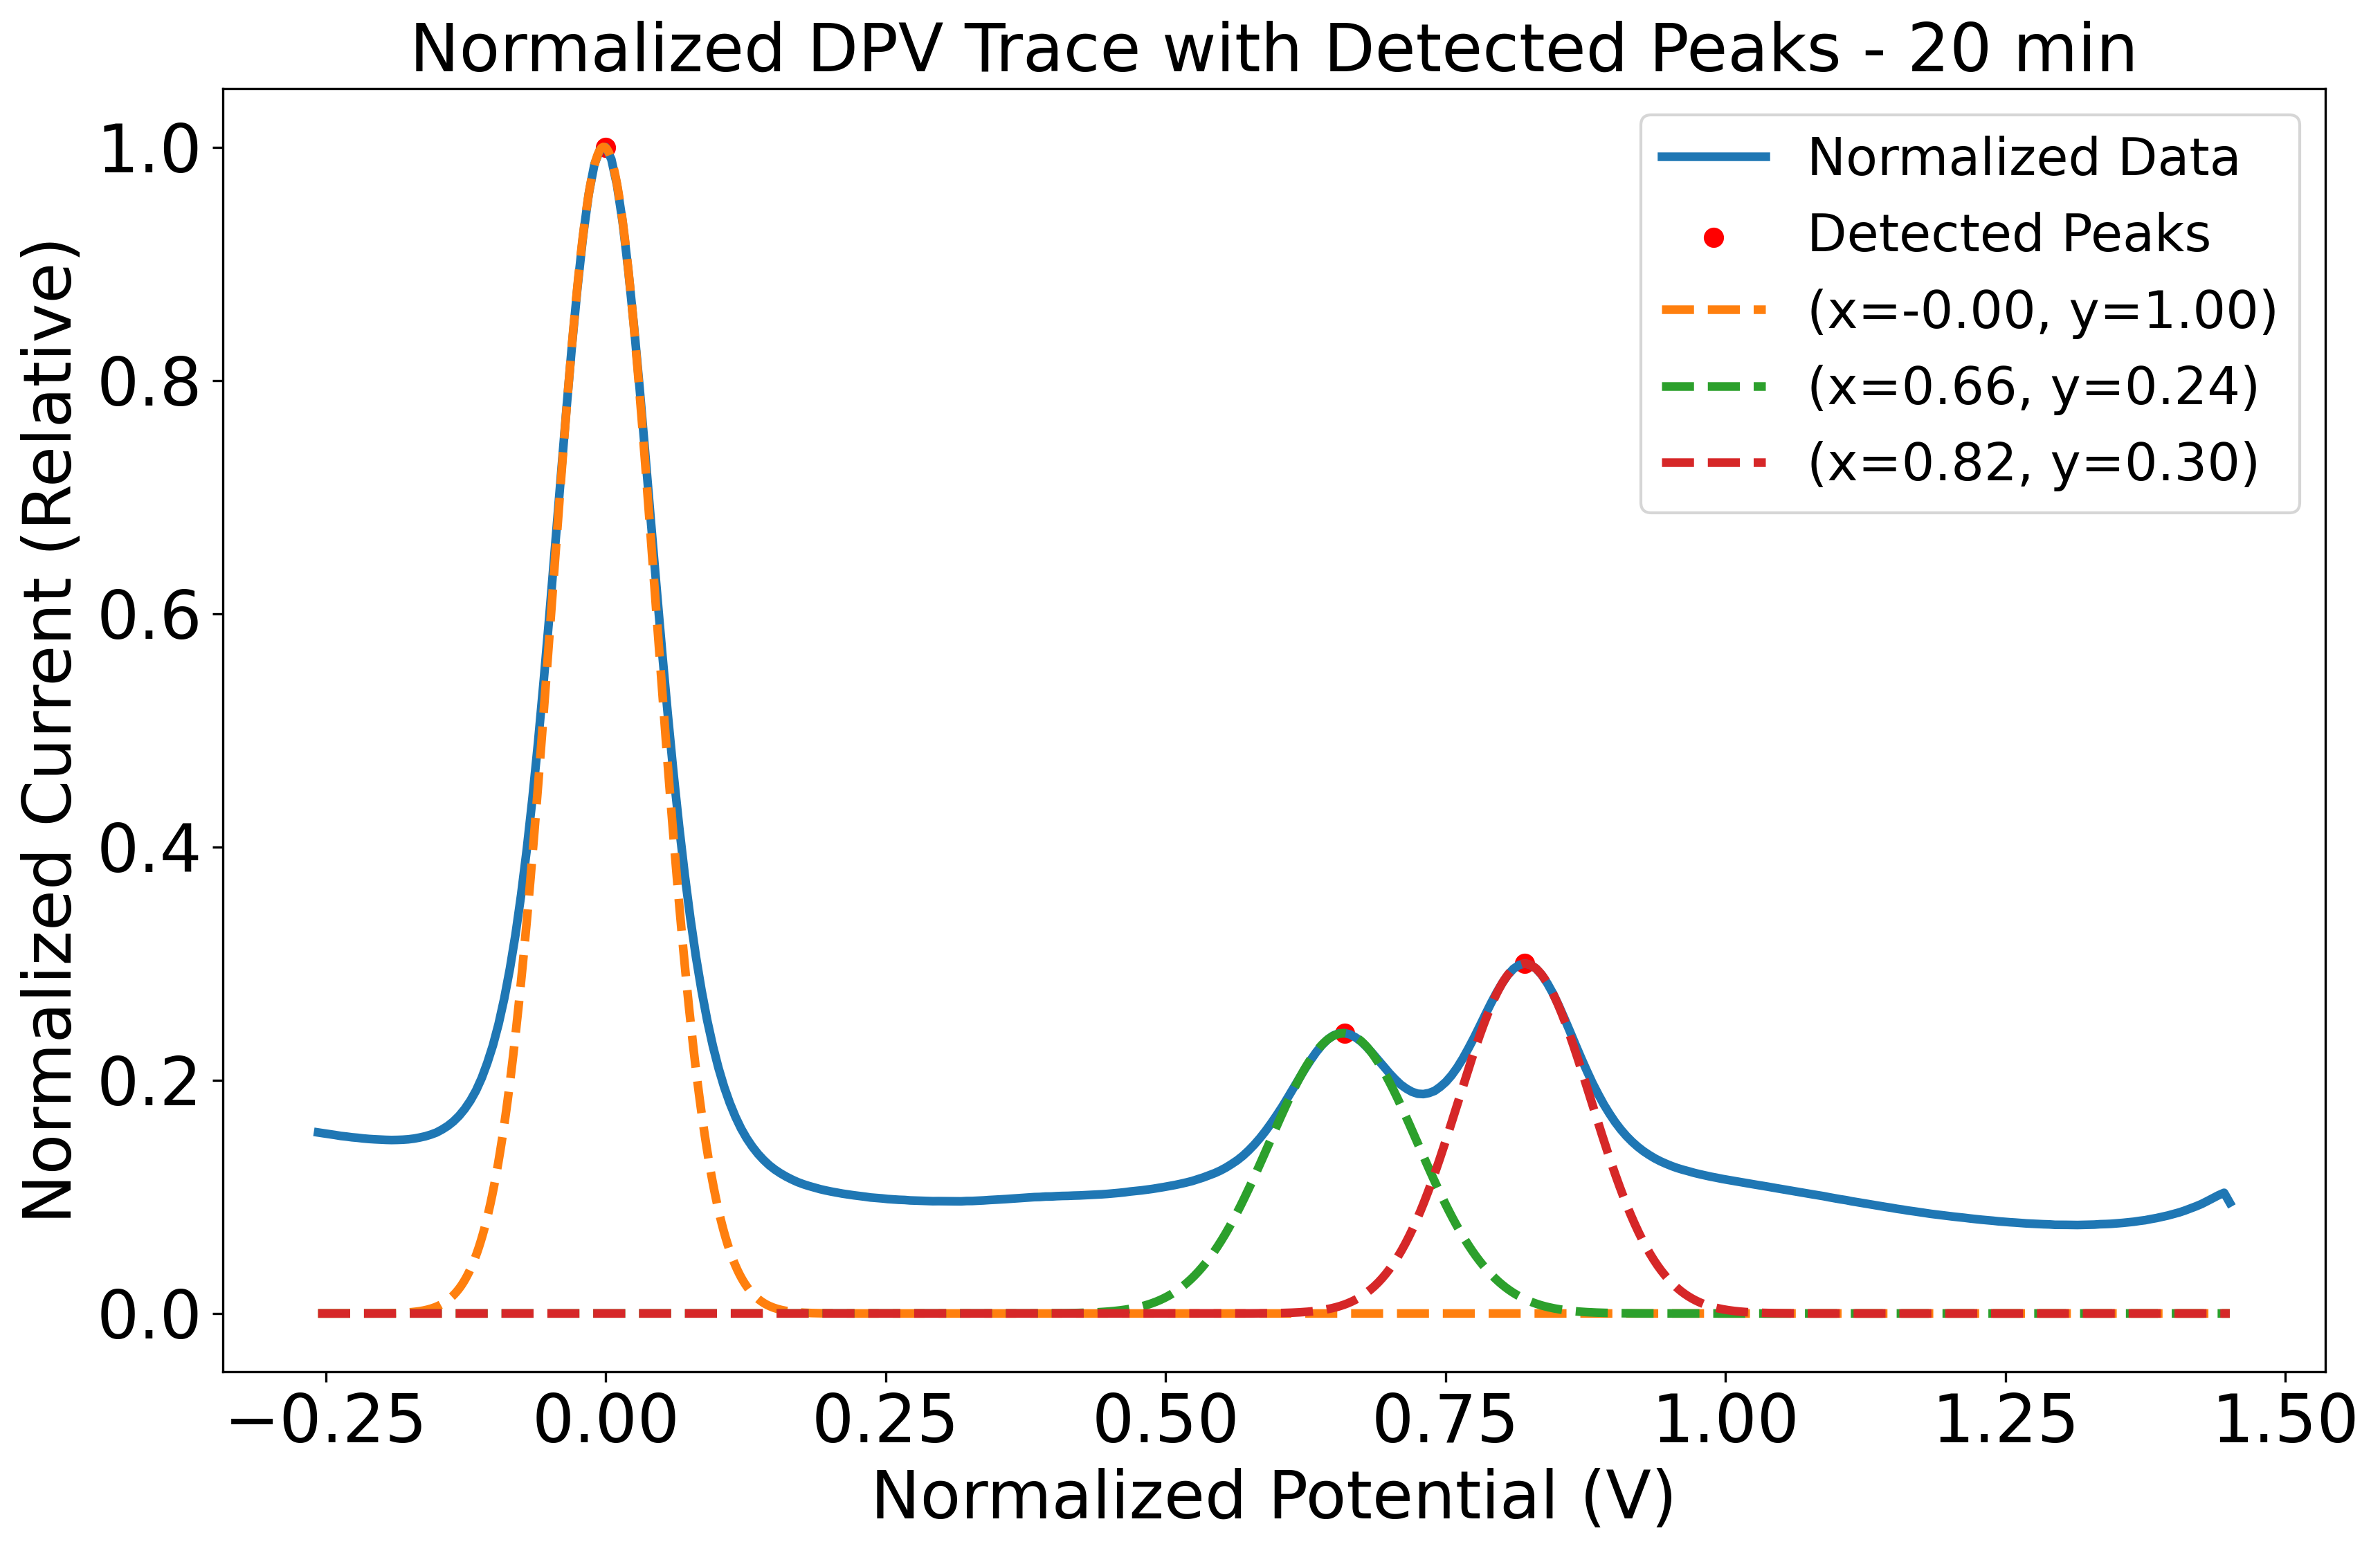 Normalized DPV Trace with Detected Peaks - 20 min
Normalized Current (Relative)
1.0
0.8
0.6
0.4
0.2
0.0
Normalized Data
Detected Peaks
(x=-0.00, y=1.00)
(x=0.66, y=0.24)
(x=0.82, y=0.30)
−0.25 0.00 0.25 0.50 0.75 1.00 1.25 1.50
Normalized Potential (V)